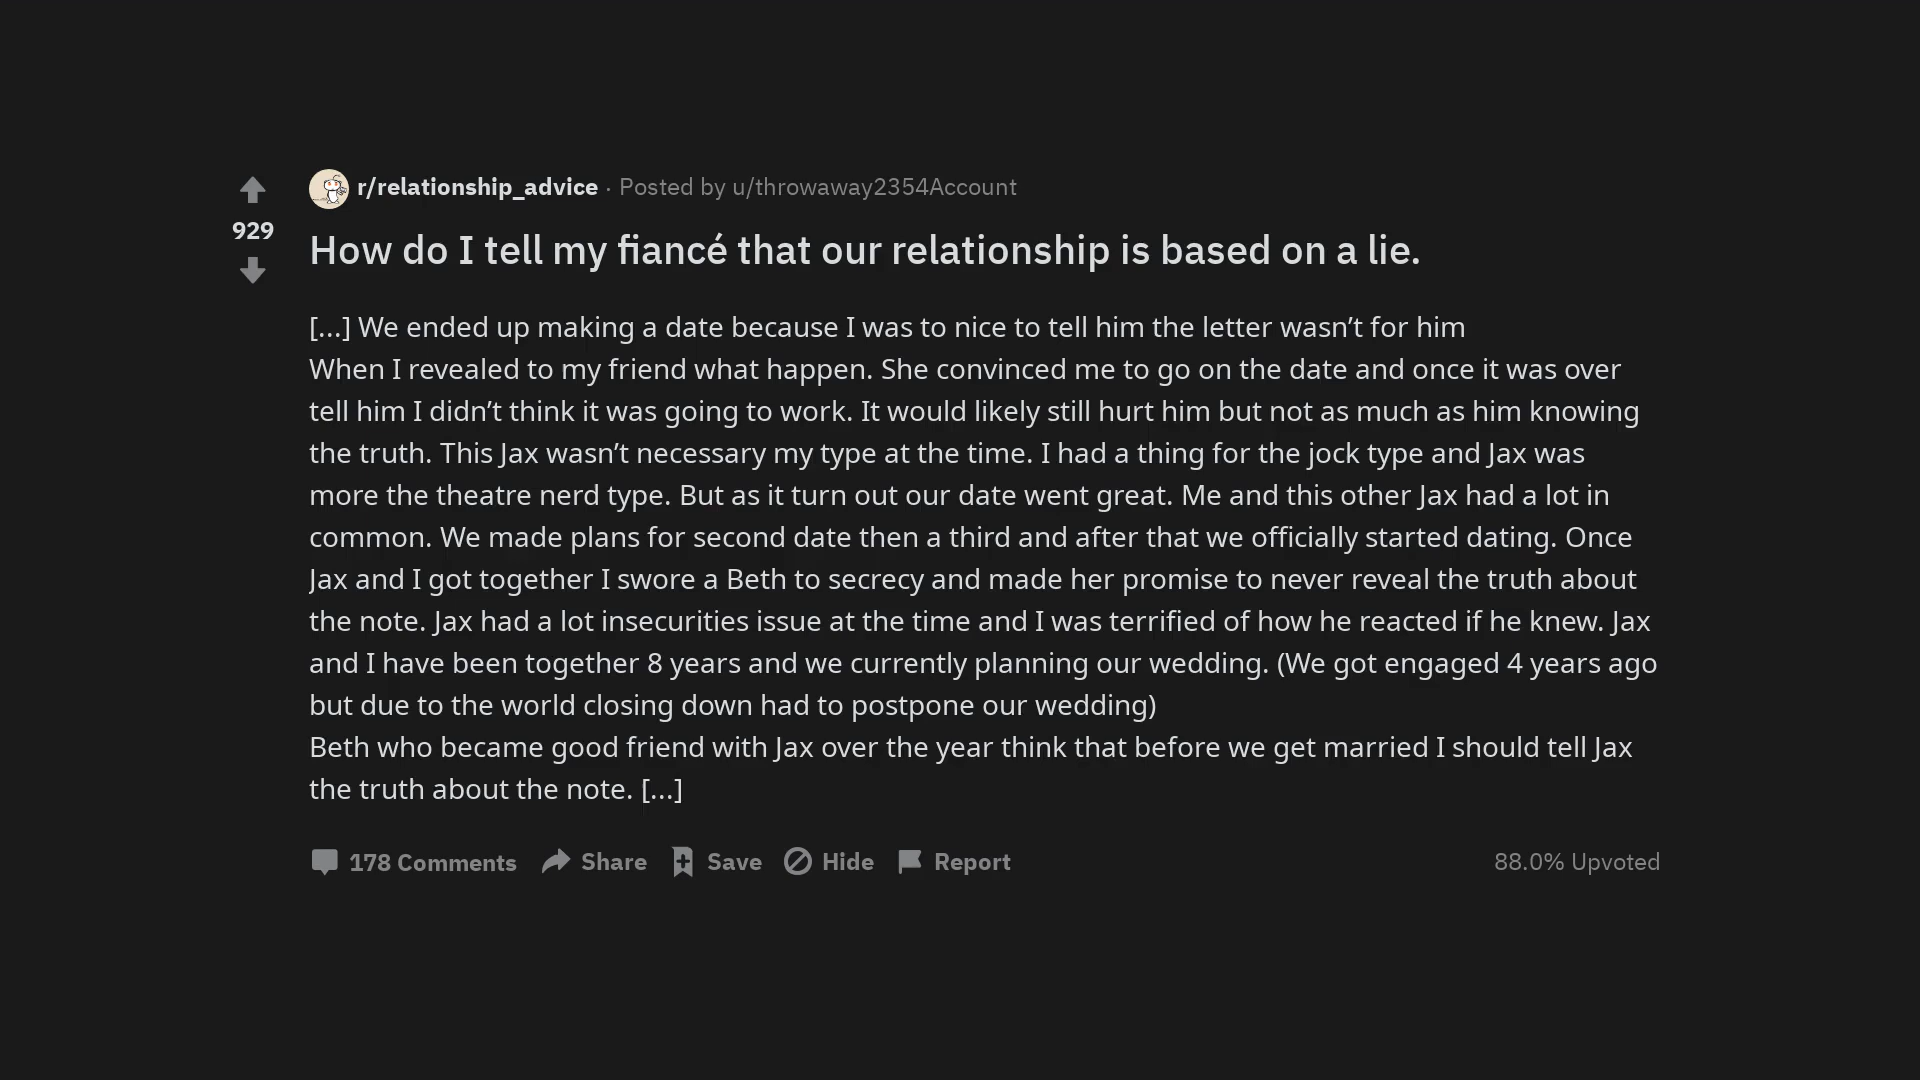 r/relationship_advice · Posted by u/throwaway2354Account
929
How do I tell my fiancé that our relationship is based on a lie.
[...] We ended up making a date because I was to nice to tell him the letter wasn’t for him
When I revealed to my friend what happen. She convinced me to go on the date and once it was over
tell him I didn’t think it was going to work. It would likely still hurt him but not as much as him knowing
the truth. This Jax wasn’t necessary my type at the time. I had a thing for the jock type and Jax was
more the theatre nerd type. But as it turn out our date went great. Me and this other Jax had a lot in
common. We made plans for second date then a third and after that we officially started dating. Once
Jax and I got together I swore a Beth to secrecy and made her promise to never reveal the truth about
the note. Jax had a lot insecurities issue at the time and I was terrified of how he reacted if he knew. Jax
and I have been together 8 years and we currently planning our wedding. (We got engaged 4 years ago
but due to the world closing down had to postpone our wedding)
Beth who became good friend with Jax over the year think that before we get married I should tell Jax
the truth about the note. [...]
178 Comments Share Save Hide Report 88.0% Upvoted